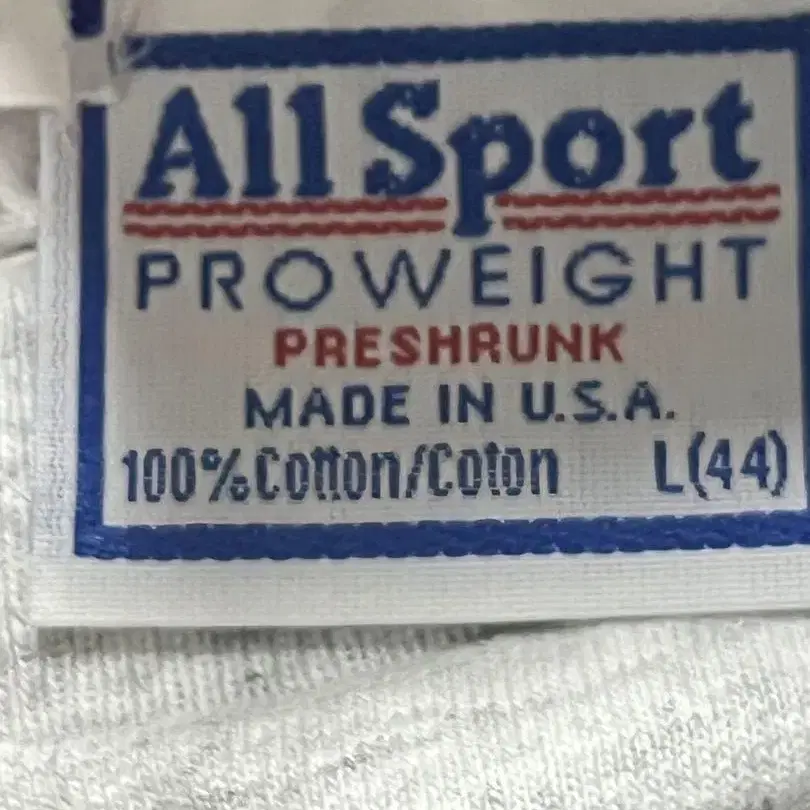 All Sport
PROWEIGHT
PRESHRUNK
MADE IN U.S.A.
100% Cotton/Coton L(44)